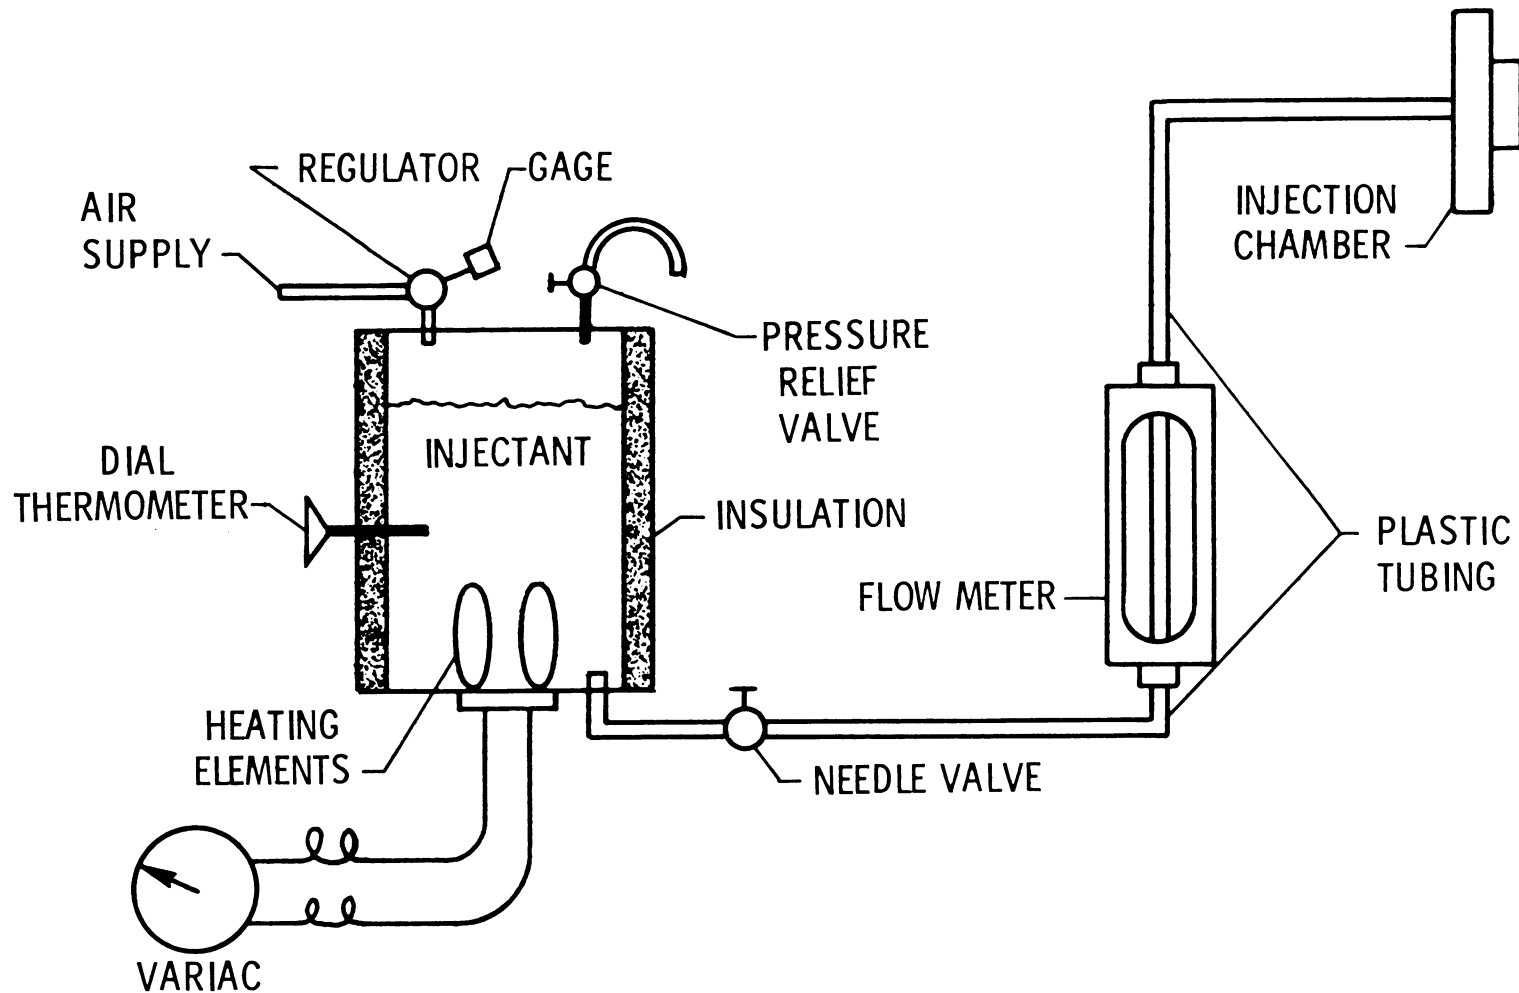 REGULATOR
GAGE
AIR
SUPPLY
PRESSURE
RELIEF
VALVE
INJECTION
CHAMBER
INJECTANT
DIAL
THERMOMETER
INSULATION
PLASTIC
TUBING
FLOW METER
HEATING
ELEMENTS
NEEDLE VALVE
VARIAC